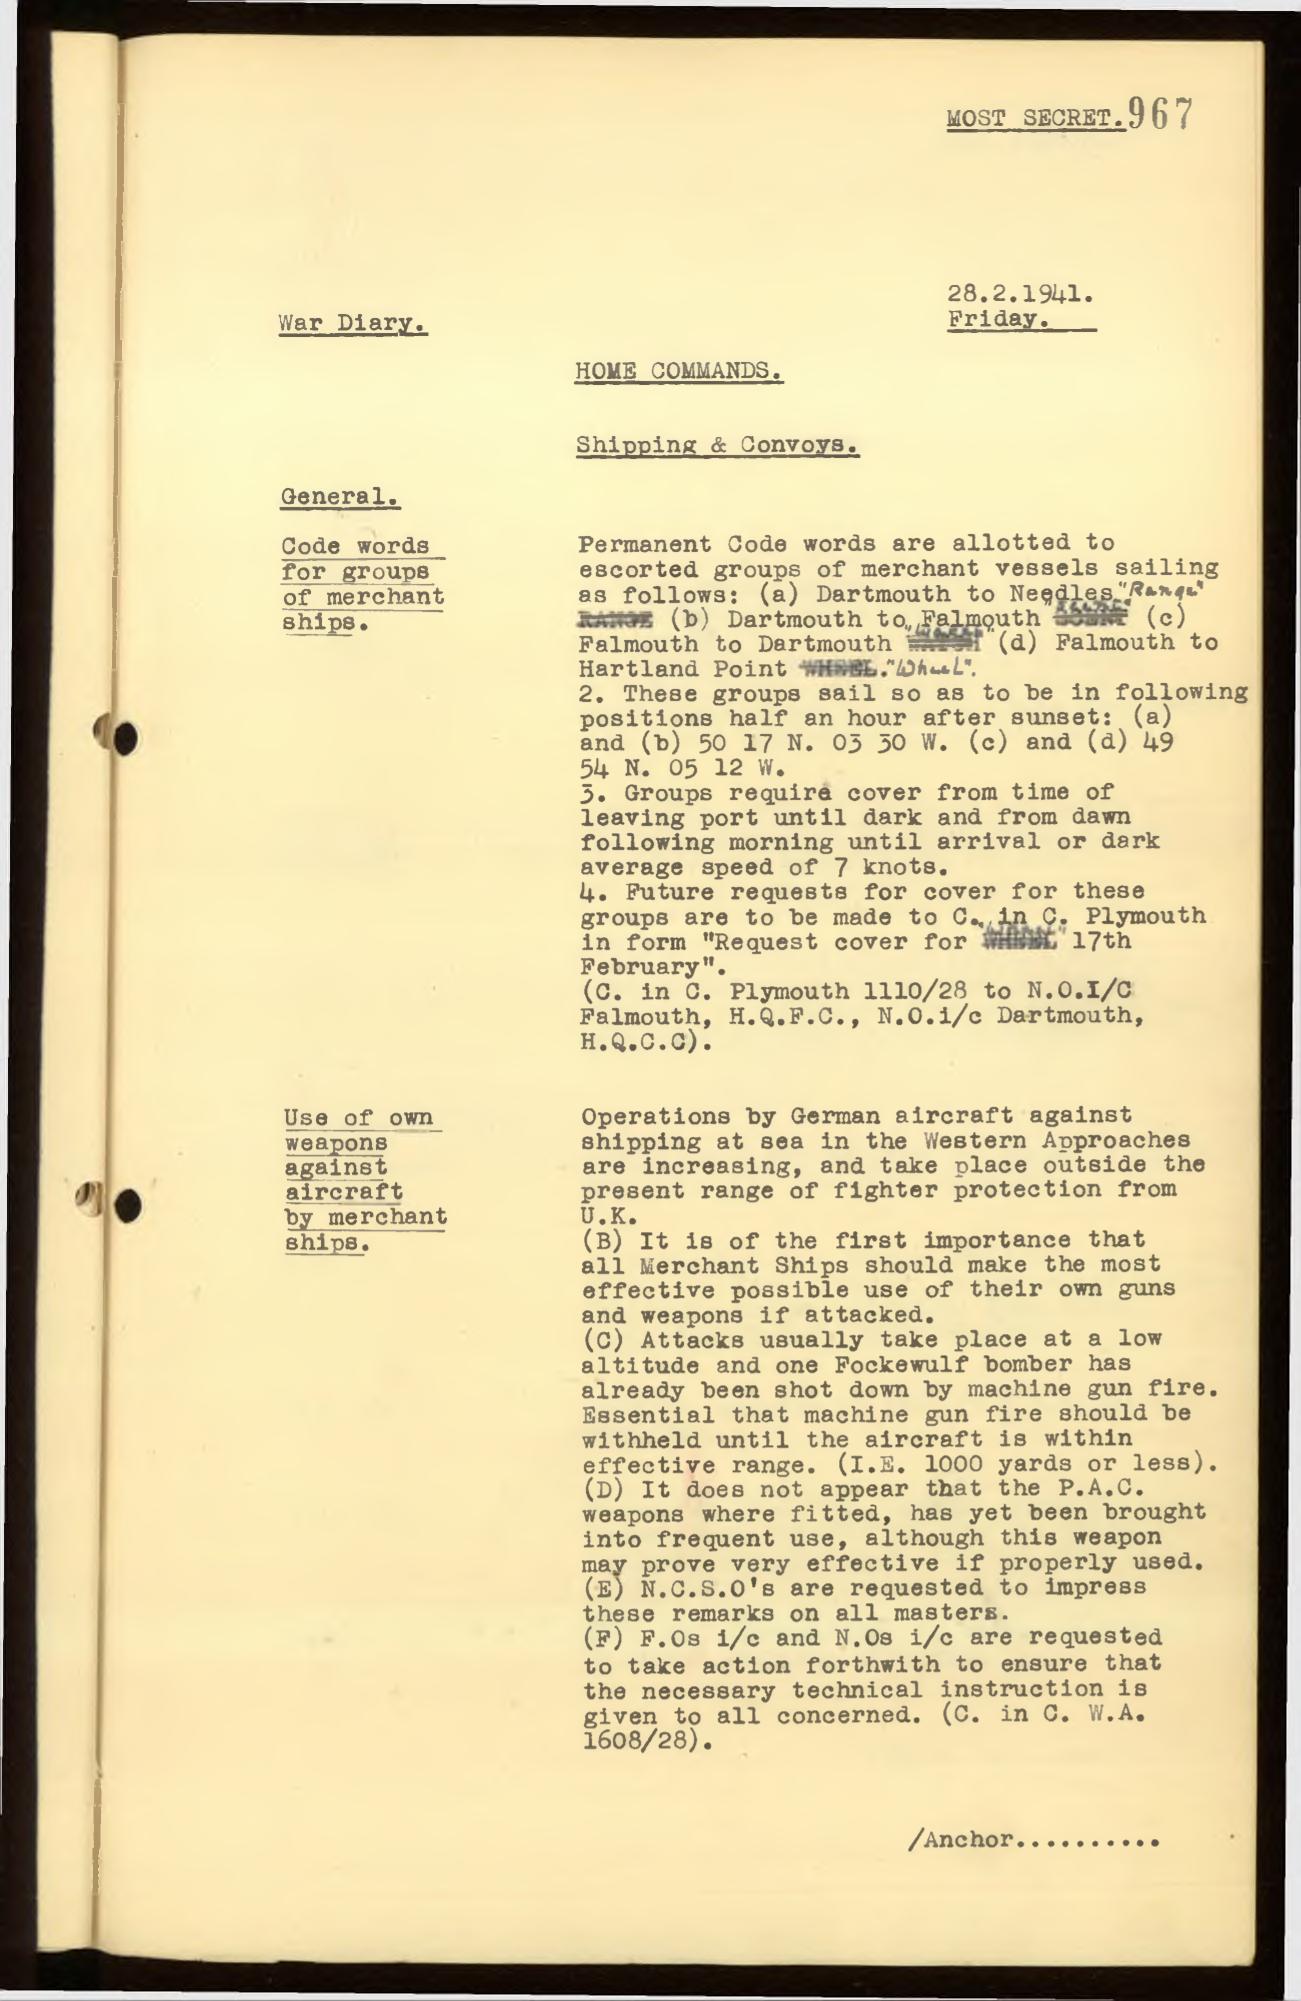 MOST SECRET. 967
28.2.1941.
War Diary.
Friday.
HOME COMMANDS.
Shipping & Convoys.
General.
Code words
for groups
of merchant
ships.
Permanent Code words are allotted to
escorted groups of merchant vessels sailing
as follows: (a) Dartmouth to Needles "Range"
RANGE (b) Dartmouth to Falmouth (c)
Falmouth to Dartmouth (d) Falmouth to
Hartland Point WHEEL. "Wheel".
2. These groups sail so as to be in following
positions half an hour after sunset: (a)
and (b) 50 17 N. 03 30 W. (c) and (d) 49
54 N. 05 12 W.
3. Groups require cover from time of
leaving port until dark and from dawn
following morning until arrival or dark
average speed of 7 knots.
4. Future requests for cover for these
groups are to be made to C. in C. Plymouth
in form "Request cover for WHEEL 17th
February".
(C. in C. Plymouth 1110/28 to N.O.I/C
Falmouth, H.Q.F.C., N.O.i/c Dartmouth,
H.Q.C.C).
Use of own
weapons
against
aircraft
by merchant
ships.
Operations by German aircraft against
shipping at sea in the Western Approaches
are increasing, and take place outside the
present range of fighter protection from
U.K.
(B) It is of the first importance that
all Merchant Ships should make the most
effective possible use of their own guns
and weapons if attacked.
(C) Attacks usually take place at a low
altitude and one Fockewulf bomber has
already been shot down by machine gun fire.
Essential that machine gun fire should be
withheld until the aircraft is within
effective range. (I.E. 1000 yards or less).
(D) It does not appear that the P.A.C.
weapons where fitted, has yet been brought
into frequent use, although this weapon
may prove very effective if properly used.
(E) N.C.S.O's are requested to impress
these remarks on all masters.
(F) F.Os i/c and N.Os i/c are requested
to take action forthwith to ensure that
the necessary technical instruction is
given to all concerned. (C. in C. W.A.
1608/28).
/Anchor..........